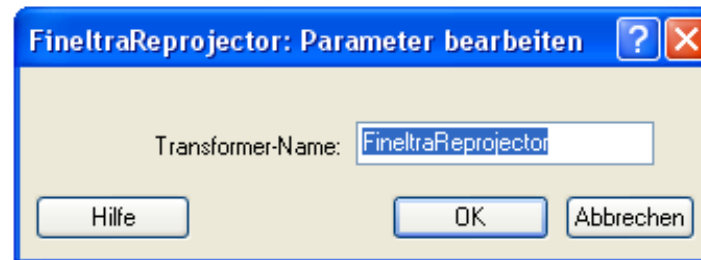 FineltraReprojector: Parameter bearbeiten ?
Transformer-Name: FineltraReprojector
Hilfe OK Abbrechen